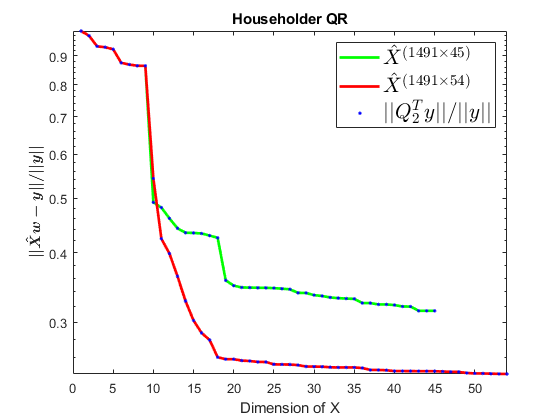 Householder QR
0.9
0.8
0.7
0.6
0.5
0.4
0.3
||X̂w − y||/||y||
X̂^(1491×45)
X̂^(1491×54)
||Q₂ᵀy||/||y||
0 5 10 15 20 25 30 35 40 45 50
Dimension of X